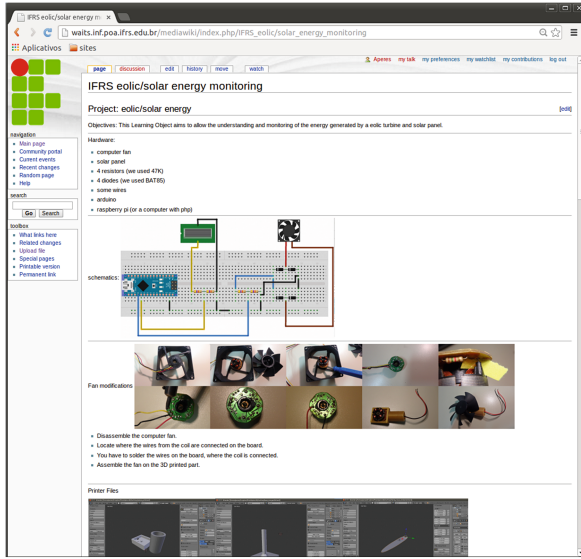 IFRS eolic/solar energy m
waits.inf.poa.ifrs.edu.br/mediawiki/index.php/IFRS_eolic/solar_energy_monitoring
Aplicativos
sites
Aperes my talk my preferences my watchlist my contributions log out
page discussion edit history move watch
IFRS eolic/solar energy monitoring
Project: eolic/solar energy
[edit]
Objectives: This Learning Object aims to allow the understanding and monitoring of the energy generated by a eolic turbine and solar panel.
Hardware:
computer fan
solar panel
4 resistors (we used 47K)
4 diodes (we used BAT85)
some wires
arduino
raspberry pi (or a computer with php)
schematics:
Fan modifications
Disassemble the computer fan.
Locate where the wires from the coil are connected on the board.
You have to solder the wires on the board, where the coil is connected.
Assemble the fan on the 3D printed part.
Printer Files
navigation
Main page
Community portal
Current events
Recent changes
Random page
Help
search
Go Search
toolbox
What links here
Related changes
Upload file
Special pages
Printable version
Permanent link